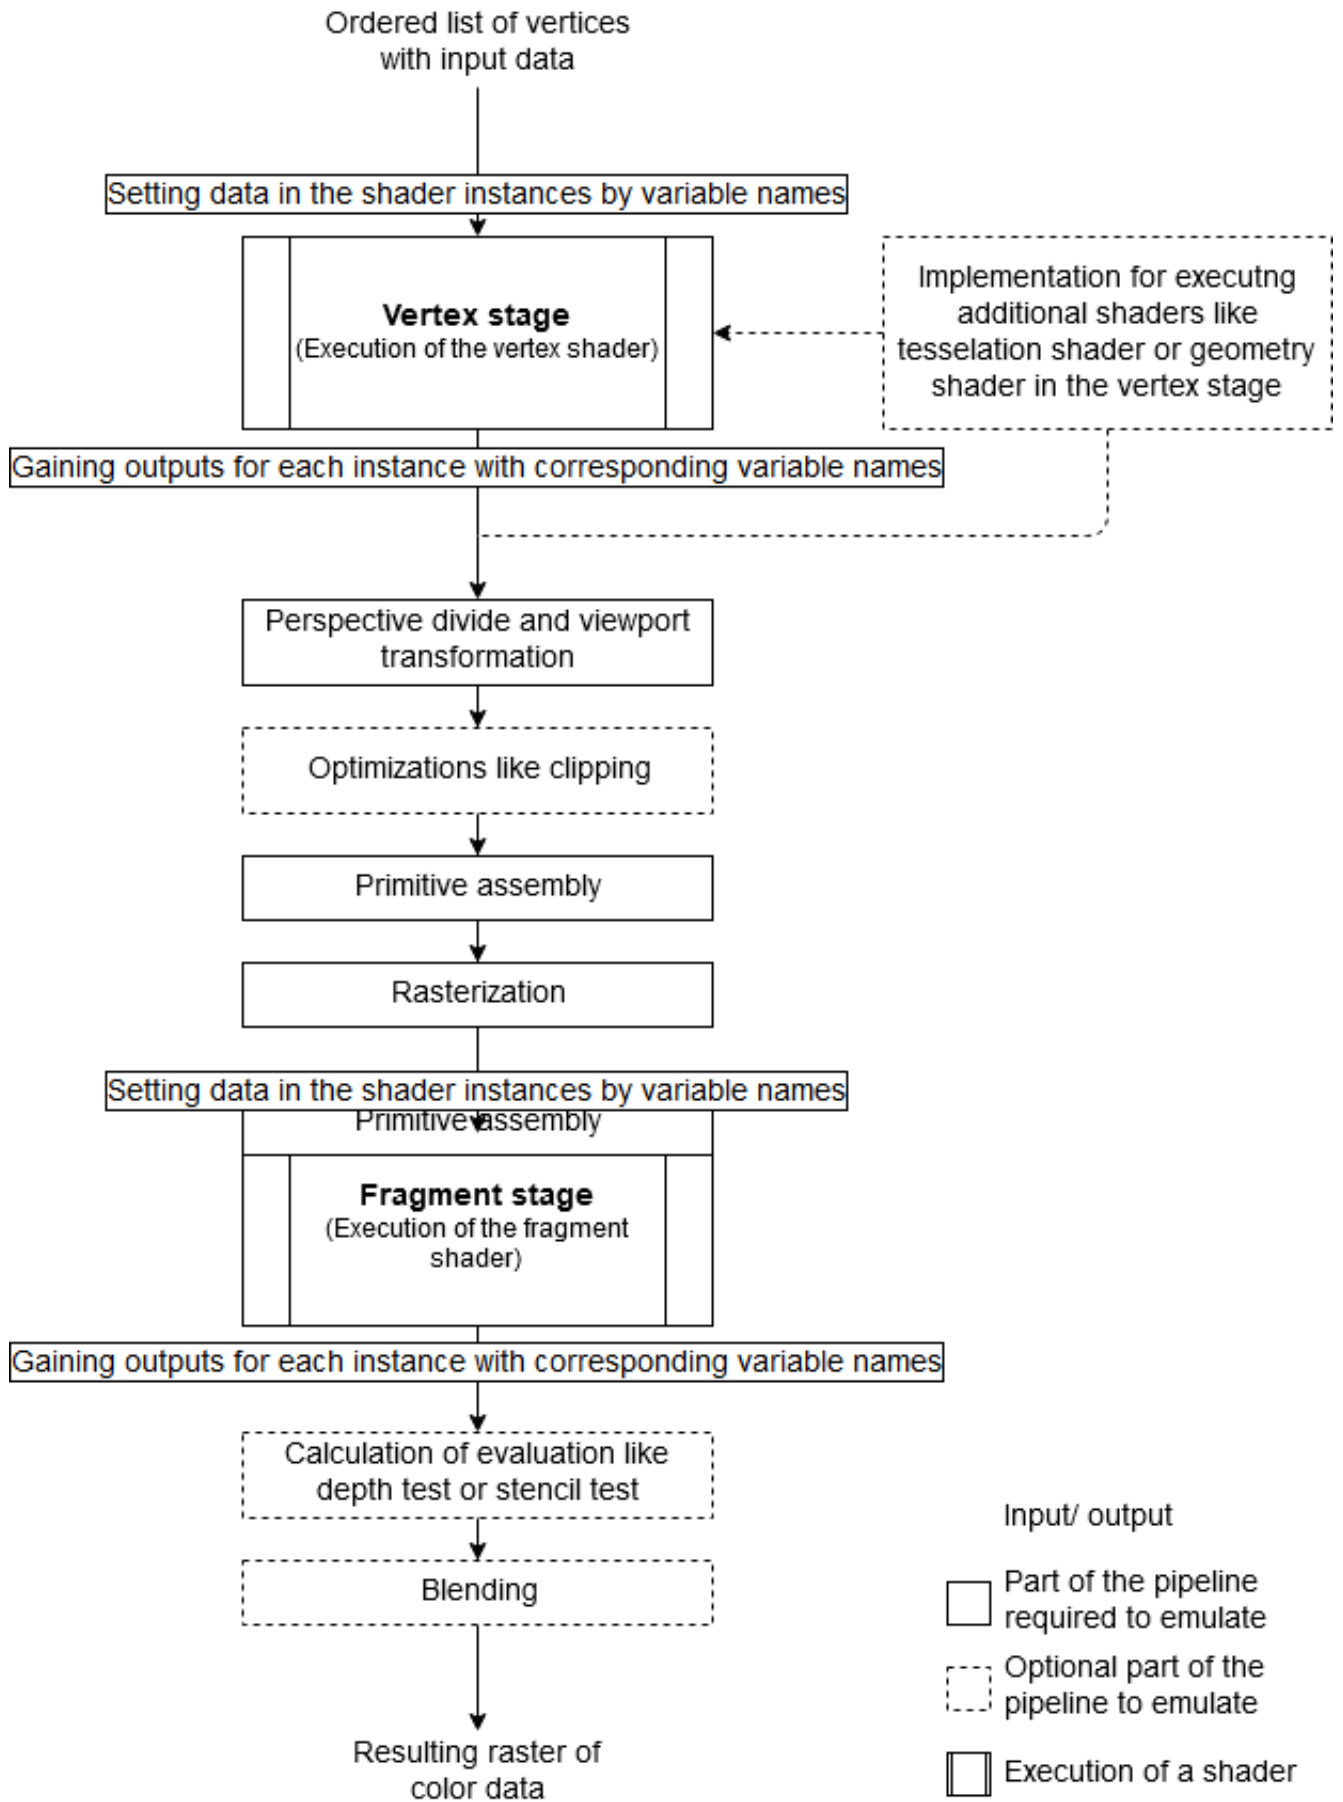 Ordered list of vertices
with input data
Setting data in the shader instances by variable names
Vertex stage
(Execution of the vertex shader)
Implementation for executng
additional shaders like
tesselation shader or geometry
shader in the vertex stage
Gaining outputs for each instance with corresponding variable names
Perspective divide and viewport
transformation
Optimizations like clipping
Primitive assembly
Rasterization
Setting data in the shader instances by variable names
Primitive assembly
Fragment stage
(Execution of the fragment
shader)
Gaining outputs for each instance with corresponding variable names
Calculation of evaluation like
depth test or stencil test
Blending
Resulting raster of
color data
Input/ output
Part of the pipeline
required to emulate
Optional part of the
pipeline to emulate
Execution of a shader